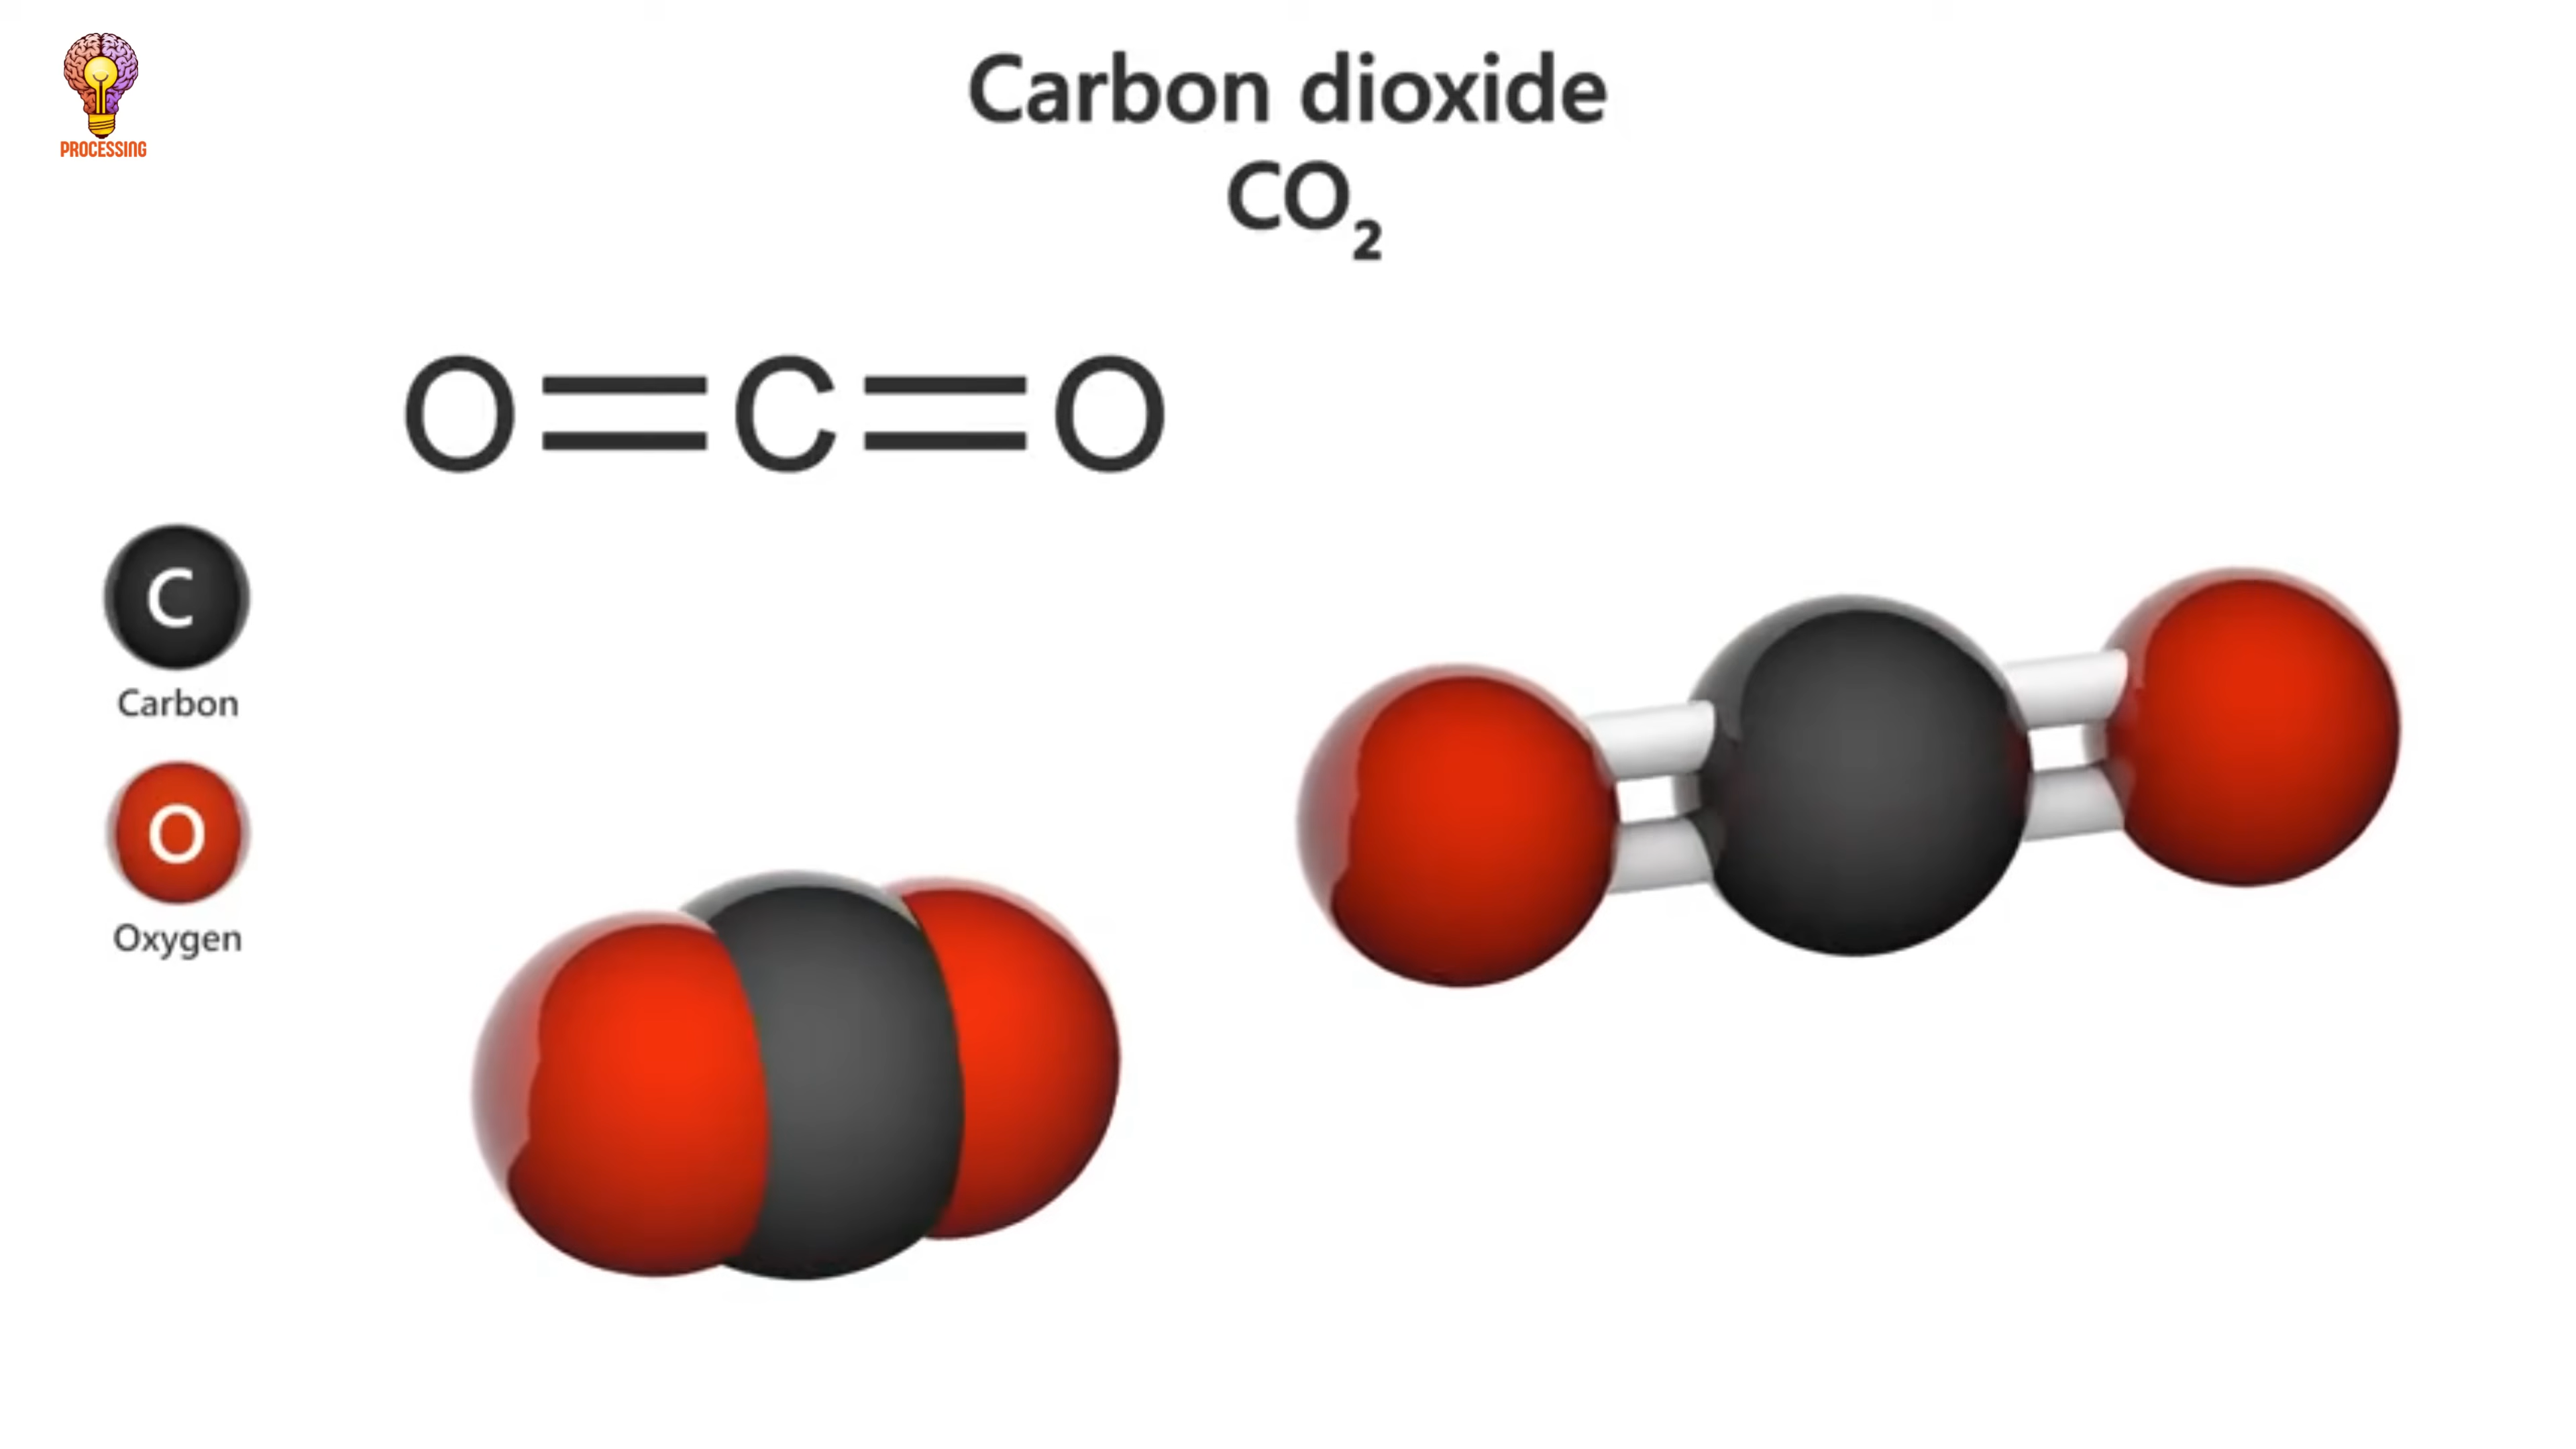 PROCESSING
Carbon dioxide
CO₂
O=C=O
C
Carbon
O
Oxygen